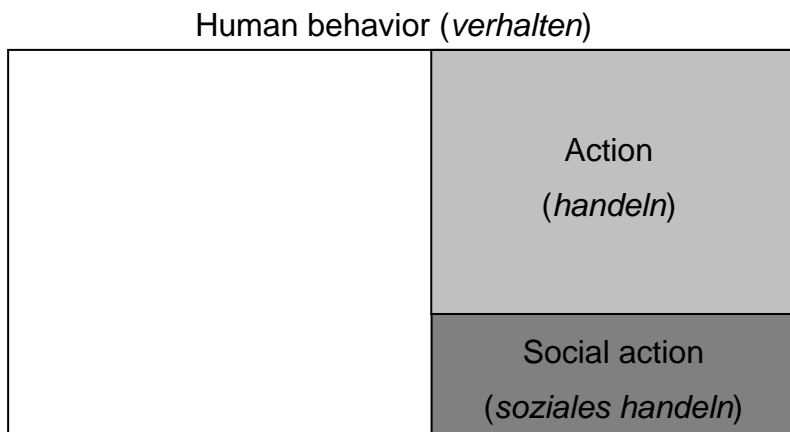 Human behavior (verhalten)
Action
(handeln)
Social action
(soziales handeln)